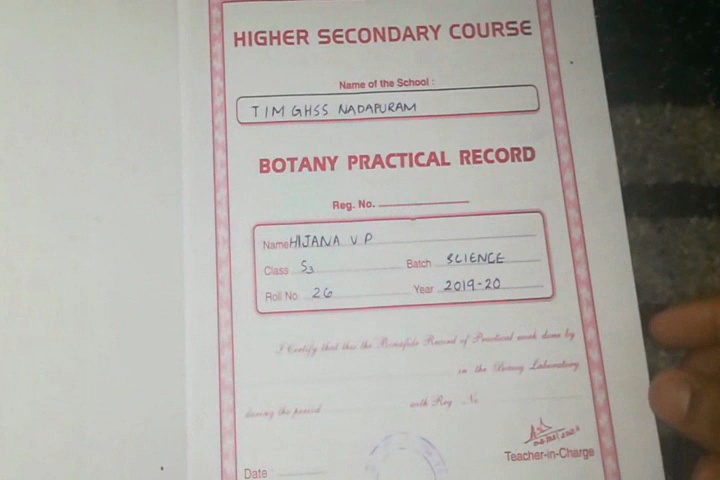 HIGHER SECONDARY COURSE
Name of the School :
TIM GHSS NADAPURAM
BOTANY PRACTICAL RECORD
Reg. No.
Name HIJANA V P
Class S3 Batch SCIENCE
Roll No 26 Year 2019-20
I Certify that this the Bonafide Record of Practical work done by
in the Botany Laboratory
during the period with Reg. No
Teacher-in-Charge
Date